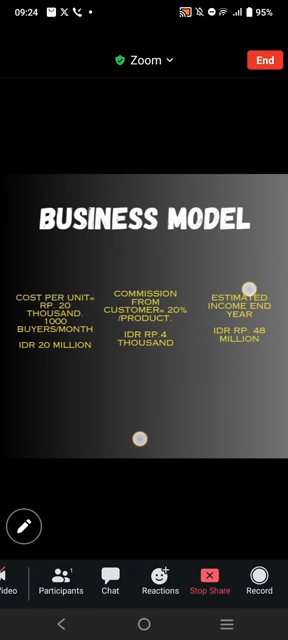 09:24
95%
Zoom
End
BUSINESS MODEL
COST PER UNIT=
RP. 20
THOUSAND.
1000
BUYERS/MONTH
IDR 20 MILLION
COMMISSION
FROM
CUSTOMER= 20%
/PRODUCT.
IDR RP.4
THOUSAND
ESTIMATED
INCOME END
YEAR
IDR RP. 48
MILLION
Video
Participants
1
Chat
Reactions
Stop Share
Record